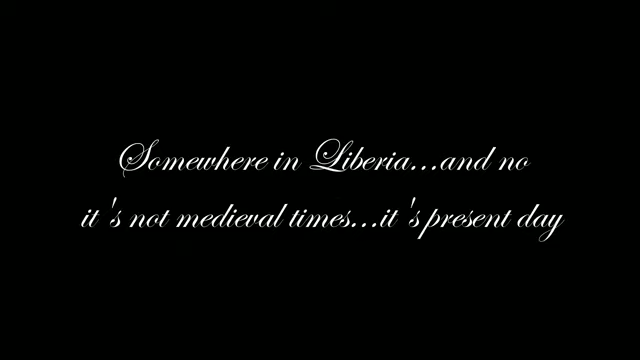 Somewhere in Liberia...and no
it's not medieval times...it's present day